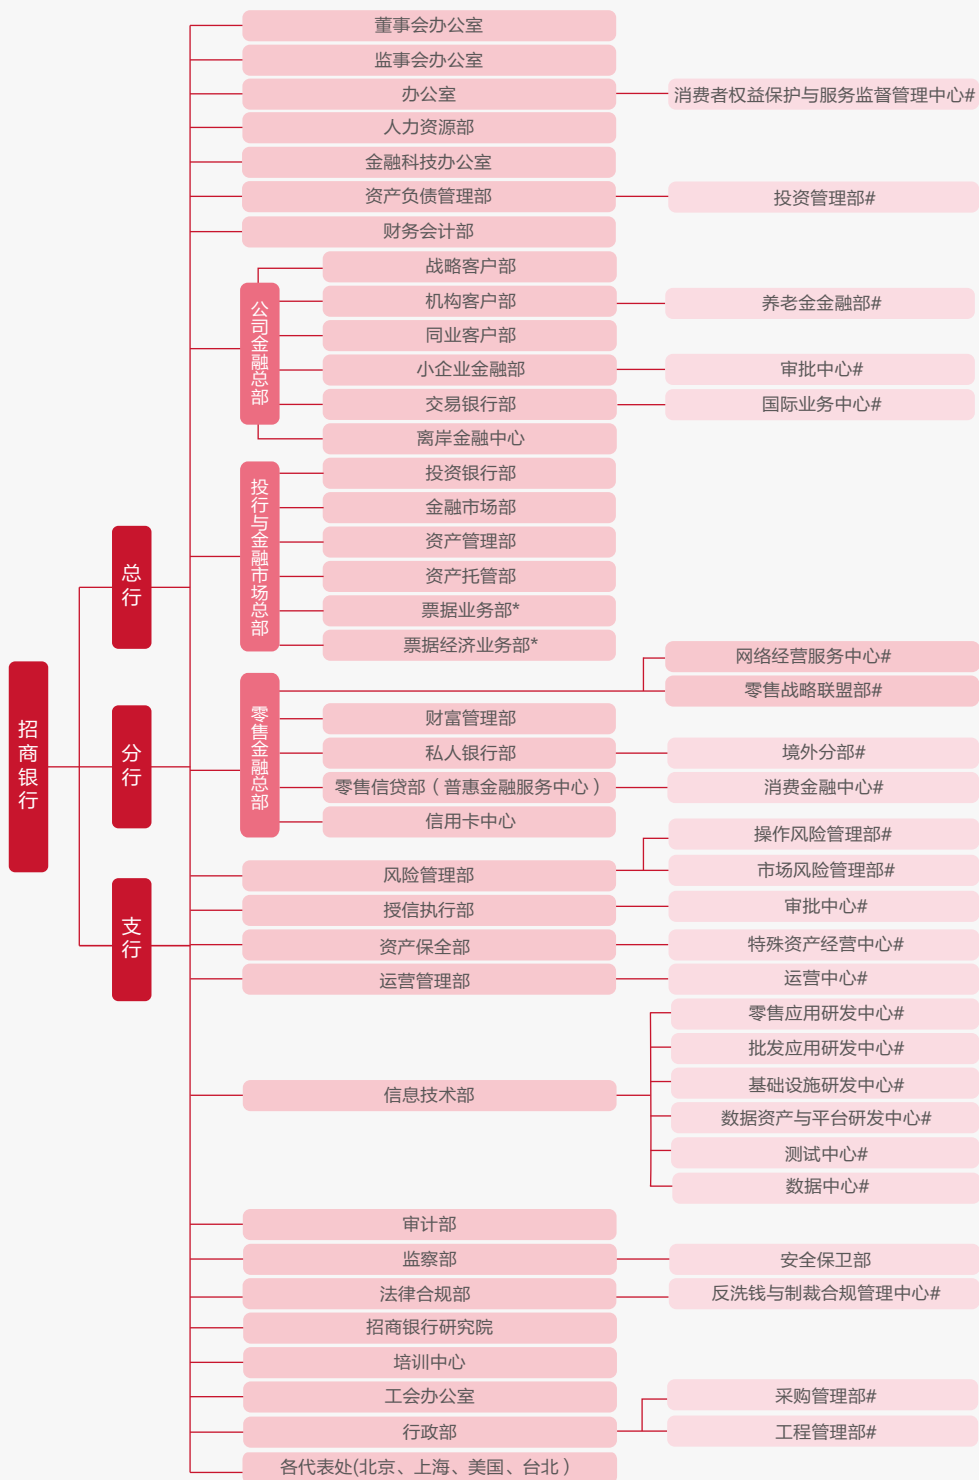 董事会办公室
监事会办公室
办公室
消费者权益保护与服务监督管理中心#
人力资源部
金融科技办公室
资产负债管理部
投资管理部#
财务会计部
公司金融总部
战略客户部
机构客户部
养老金金融部#
同业客户部
小企业金融部
审批中心#
交易银行部
国际业务中心#
离岸金融中心
投行与金融市场总部
投资银行部
金融市场部
资产管理部
资产托管部
票据业务部*
票据经济业务部*
总行
分行
支行
招商银行
零售金融总部
网络经营服务中心#
零售战略联盟部#
财富管理部
私人银行部
境外分部#
零售信贷部（普惠金融服务中心）
消费金融中心#
信用卡中心
风险管理部
操作风险管理部#
市场风险管理部#
授信执行部
审批中心#
资产保全部
特殊资产经营中心#
运营管理部
运营中心#
信息技术部
零售应用研发中心#
批发应用研发中心#
基础设施研发中心#
数据资产与平台研发中心#
测试中心#
数据中心#
审计部
监察部
安全保卫部
法律合规部
反洗钱与制裁合规管理中心#
招商银行研究院
培训中心
工会办公室
行政部
采购管理部#
工程管理部#
各代表处(北京、上海、美国、台北）